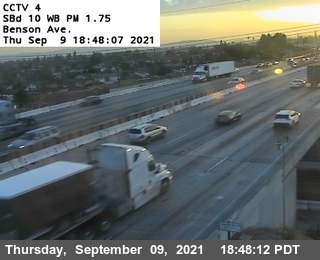 CCTV 4
SBd 10 WB PM 1.75
Benson Ave.
Thu Sep 9 18:48:07 2021
Thursday, September 09, 2021 18:48:12 PDT